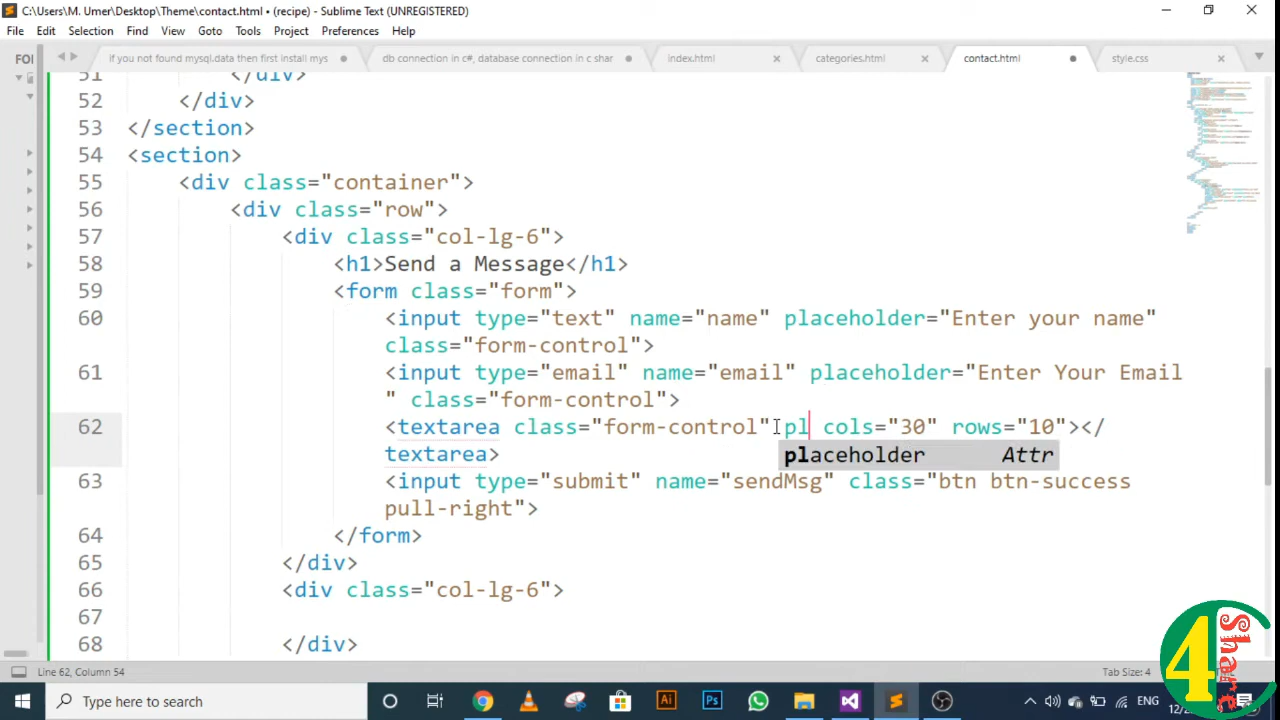 C:\Users\M. Umer\Desktop\Theme\contact.html • (recipe) - Sublime Text (UNREGISTERED)
File Edit Selection Find View Goto Tools Project Preferences Help
FOI
if you not found mysql.data then first install mys
db connection in c#, database connection in c shar
index.html
categories.html
contact.html
style.css
51 </div>
52 </div>
53 </section>
54 <section>
55 <div class="container">
56 <div class="row">
57 <div class="col-lg-6">
58 <h1>Send a Message</h1>
59 <form class="form">
60 <input type="text" name="name" placeholder="Enter your name"
class="form-control">
61 <input type="email" name="email" placeholder="Enter Your Email
" class="form-control">
62 <textarea class="form-control" pl cols="30" rows="10"></
textarea>
placeholder Attr
63 <input type="submit" name="sendMsg" class="btn btn-success
pull-right">
64 </form>
65 </div>
66 <div class="col-lg-6">
67
68 </div>
Line 62, Column 54
Tab Size: 4
4
Share
Type here to search
Ai
Ps
ENG